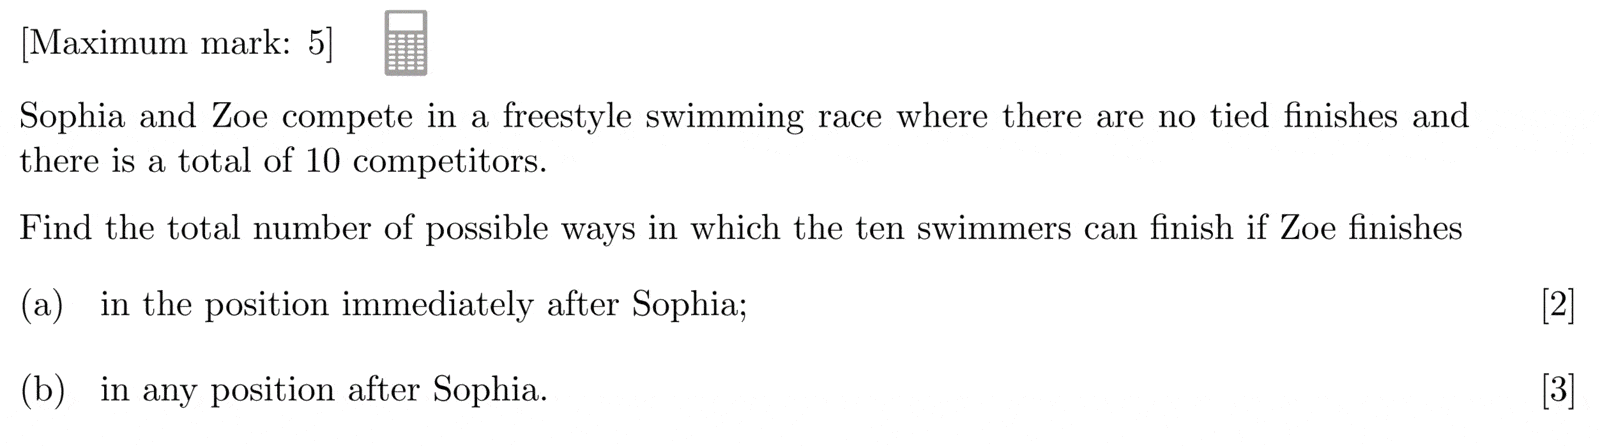 [Maximum mark: 5]
Sophia and Zoe compete in a freestyle swimming race where there are no tied finishes and
there is a total of 10 competitors.
Find the total number of possible ways in which the ten swimmers can finish if Zoe finishes
(a) in the position immediately after Sophia; [2]
(b) in any position after Sophia. [3]